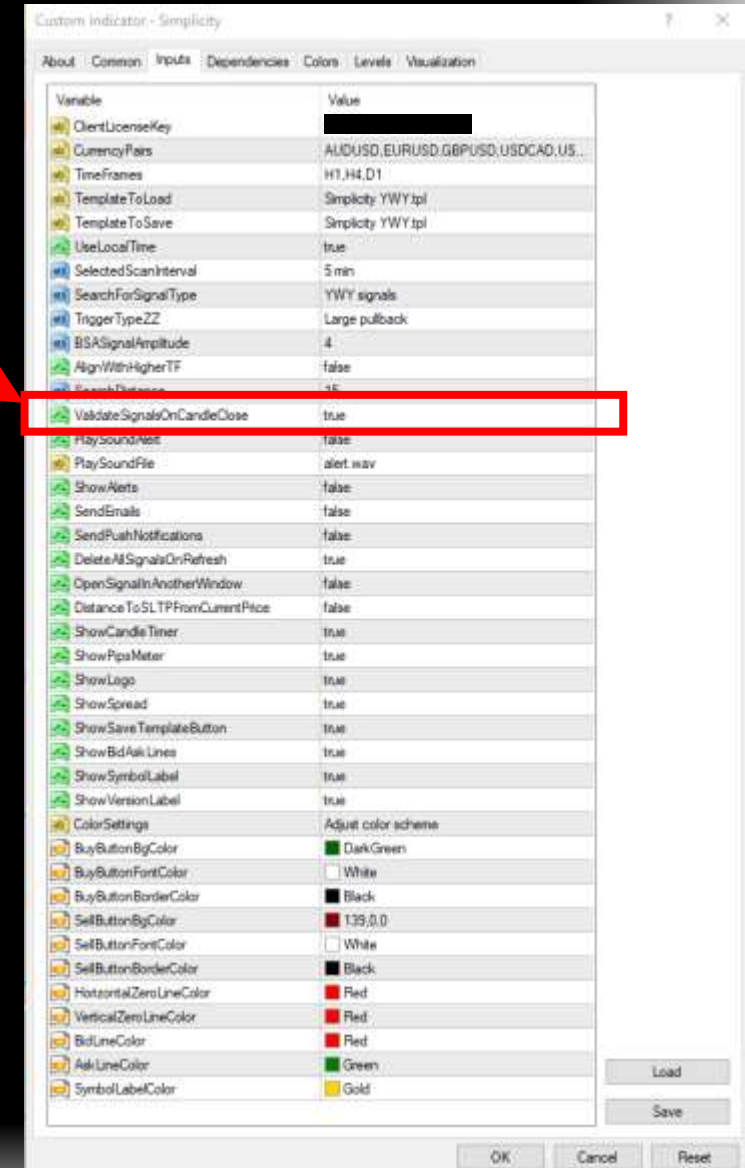 Custom Indicator - Simplicity ? ×
About Common Inputs Dependencies Colors Levels Visualization
Variable Value
ClientLicenseKey
CurrencyPairs AUDUSD,EURUSD,GBPUSD,USDCAD,US...
TimeFrames H1,H4,D1
TemplateToLoad Simplicity YWY.tpl
TemplateToSave Simplicity YWY.tpl
UseLocalTime true
SelectedScanInterval 5 min
SearchForSignalType YWY signals
TriggerTypeZZ Large pullback
BSASignalAmplitude 4
AlignWithHigherTF false
SearchDistance 15
ValidateSignalsOnCandleClose true
PlaySoundAlert false
PlaySoundFile alert.wav
ShowAlerts false
SendEmails false
SendPushNotifications false
DeleteAllSignalsOnRefresh true
OpenSignalInAnotherWindow false
DistanceToSLTPFromCurrentPrice false
ShowCandleTimer true
ShowPipsMeter true
ShowLogo true
ShowSpread true
ShowSaveTemplateButton true
ShowBidAskLines true
ShowSymbolLabel true
ShowVersionLabel true
ColorSettings Adjust color scheme
BuyButtonBgColor DarkGreen
BuyButtonFontColor White
BuyButtonBorderColor Black
SellButtonBgColor 139,0,0
SellButtonFontColor White
SellButtonBorderColor Black
HorizontalZeroLineColor Red
VerticalZeroLineColor Red
BidLineColor Red
AskLineColor Green
SymbolLabelColor Gold
Load
Save
OK Cancel Reset